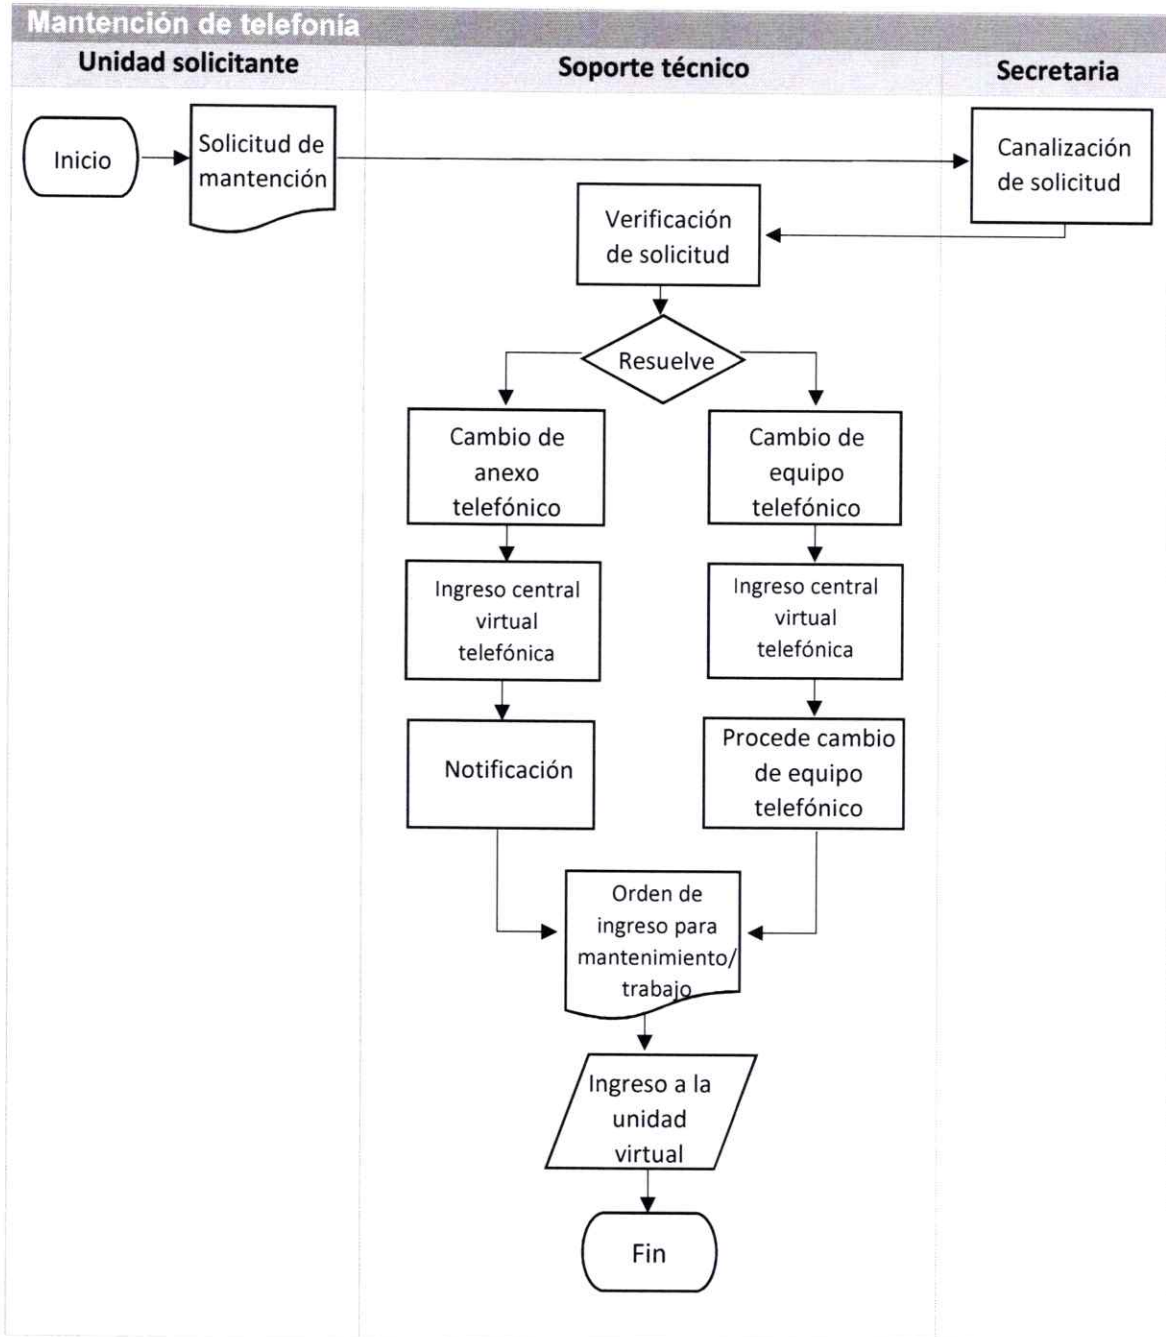 Mantención de telefonía
Unidad solicitante
Soporte técnico
Secretaria
Inicio
Solicitud de
mantención
Canalización
de solicitud
Verificación
de solicitud
Resuelve
Cambio de
anexo
telefónico
Cambio de
equipo
telefónico
Ingreso central
virtual
telefónica
Ingreso central
virtual
telefónica
Notificación
Procede cambio
de equipo
telefónico
Orden de
ingreso para
mantenimiento/
trabajo
Ingreso a la
unidad
virtual
Fin